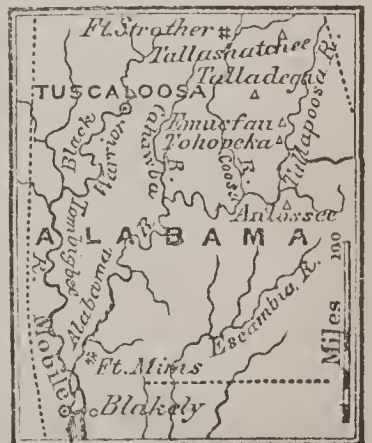 Ft. Strother
Tallasnatchee
Talladega
TUSCALOOSA
Emucfau
Tohopeka
Black
Warrior
Cahawba
R.
Coosa
R.
Tallapoosa R.
Autossee
Tombigbee
R.
ALABAMA
Alabama
R.
Escambia R.
Miles
100
Mobile
Ft. Mims
Blakely